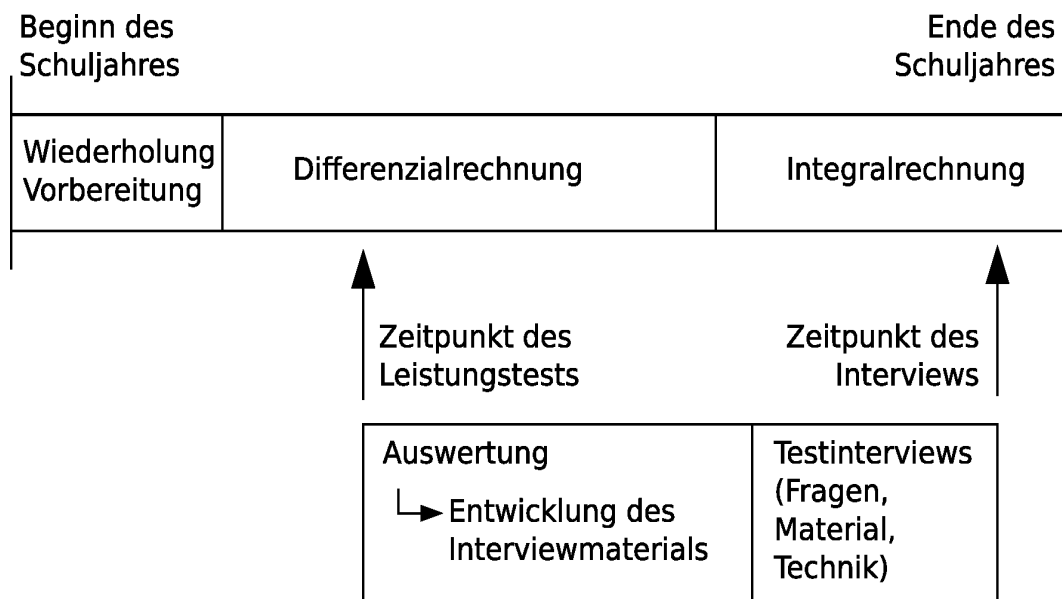 Beginn des
Schuljahres
Ende des
Schuljahres
Wiederholung
Vorbereitung
Differenzialrechnung
Integralrechnung
Zeitpunkt des
Leistungstests
Zeitpunkt des
Interviews
Auswertung
Entwicklung des
Interviewmaterials
Testinterviews
(Fragen,
Material,
Technik)